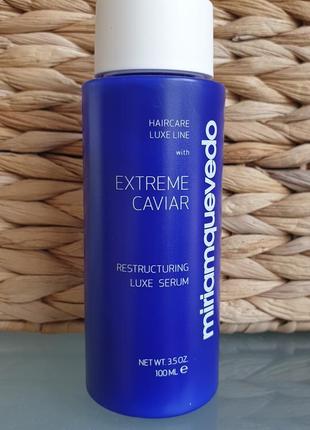 HAIRCARE
LUXE LINE
with
EXTREME
CAVIAR
RESTRUCTURING
LUXE SERUM
NET WT. 3.5 OZ.
100 ML e
miriamquevedo